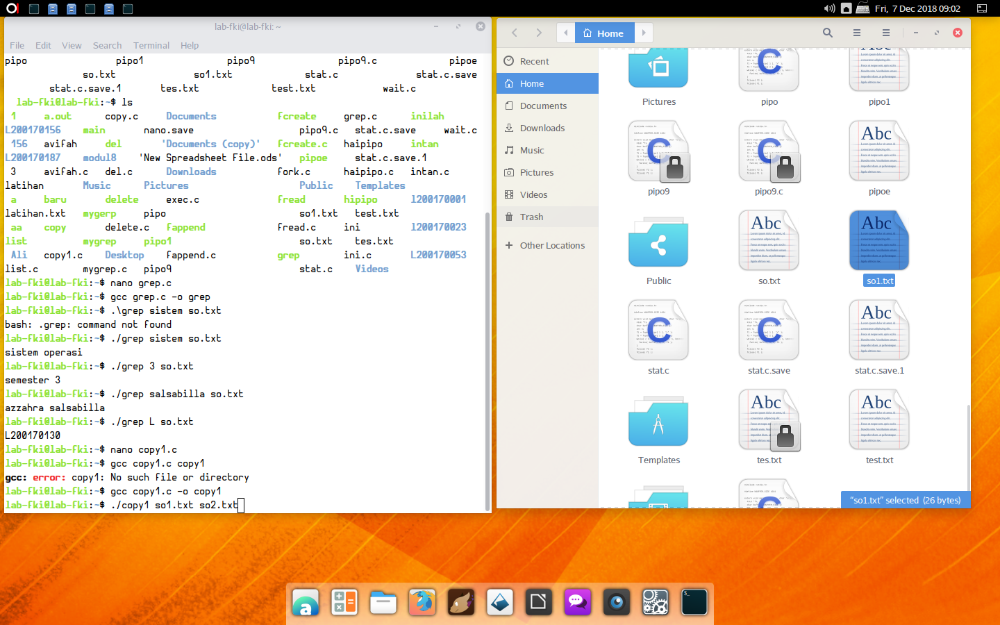 Fri, 7 Dec 2018 09:02
lab-fki@lab-fki: ~
File Edit View Search Terminal Help
pipo pipo1 pipo9 pipo9.c pipoe
so.txt so1.txt stat.c stat.c.save
stat.c.save.1 tes.txt test.txt wait.c
lab-fki@lab-fki:~$ ls
1 a.out copy.c Documents fcreate grep.c inilah
L200170156 main nano.save pipo9.c stat.c.save wait.c
156 avifah del 'Documents (copy)' fcreate.c haipipo intan
L200170187 modul8 'New Spreadsheet File.ods' pipoe stat.c.save.1
3 avifah.c del.c Downloads fork.c haipipo.c intan.c
latihan Music Pictures Public Templates
a baru delete exec.c fread hipipo l200170001
latihan.txt mygerp pipo so1.txt test.txt
aa copy delete.c fappend fread.c ini l200170023
list mygrep pipo1 so.txt tes.txt
Ali copy1.c Desktop fappend.c grep ini.c L200170053
list.c mygrep.c pipo9 stat.c Videos
lab-fki@lab-fki:~$ nano grep.c
lab-fki@lab-fki:~$ gcc grep.c -o grep
lab-fki@lab-fki:~$ .\grep sistem so.txt
bash: .grep: command not found
lab-fki@lab-fki:~$ ./grep sistem so.txt
sistem operasi
lab-fki@lab-fki:~$ ./grep 3 so.txt
semester 3
lab-fki@lab-fki:~$ ./grep salsabilla so.txt
azzahra salsabilla
lab-fki@lab-fki:~$ ./grep L so.txt
L200170130
lab-fki@lab-fki:~$ nano copy1.c
lab-fki@lab-fki:~$ gcc copy1.c copy1
gcc: error: copy1: No such file or directory
lab-fki@lab-fki:~$ gcc copy1.c -o copy1
lab-fki@lab-fki:~$ ./copy1 so1.txt so2.txt
Home
Recent
Home
Documents
Downloads
Music
Pictures
Videos
Trash
Other Locations
Pictures pipo pipo1
C C Abc
pipo9 pipo9.c pipoe
Abc Abc
Public so.txt so1.txt
C C Abc
stat.c stat.c.save stat.c.save.1
Abc Abc
Templates tes.txt test.txt
"so1.txt" selected (26 bytes)